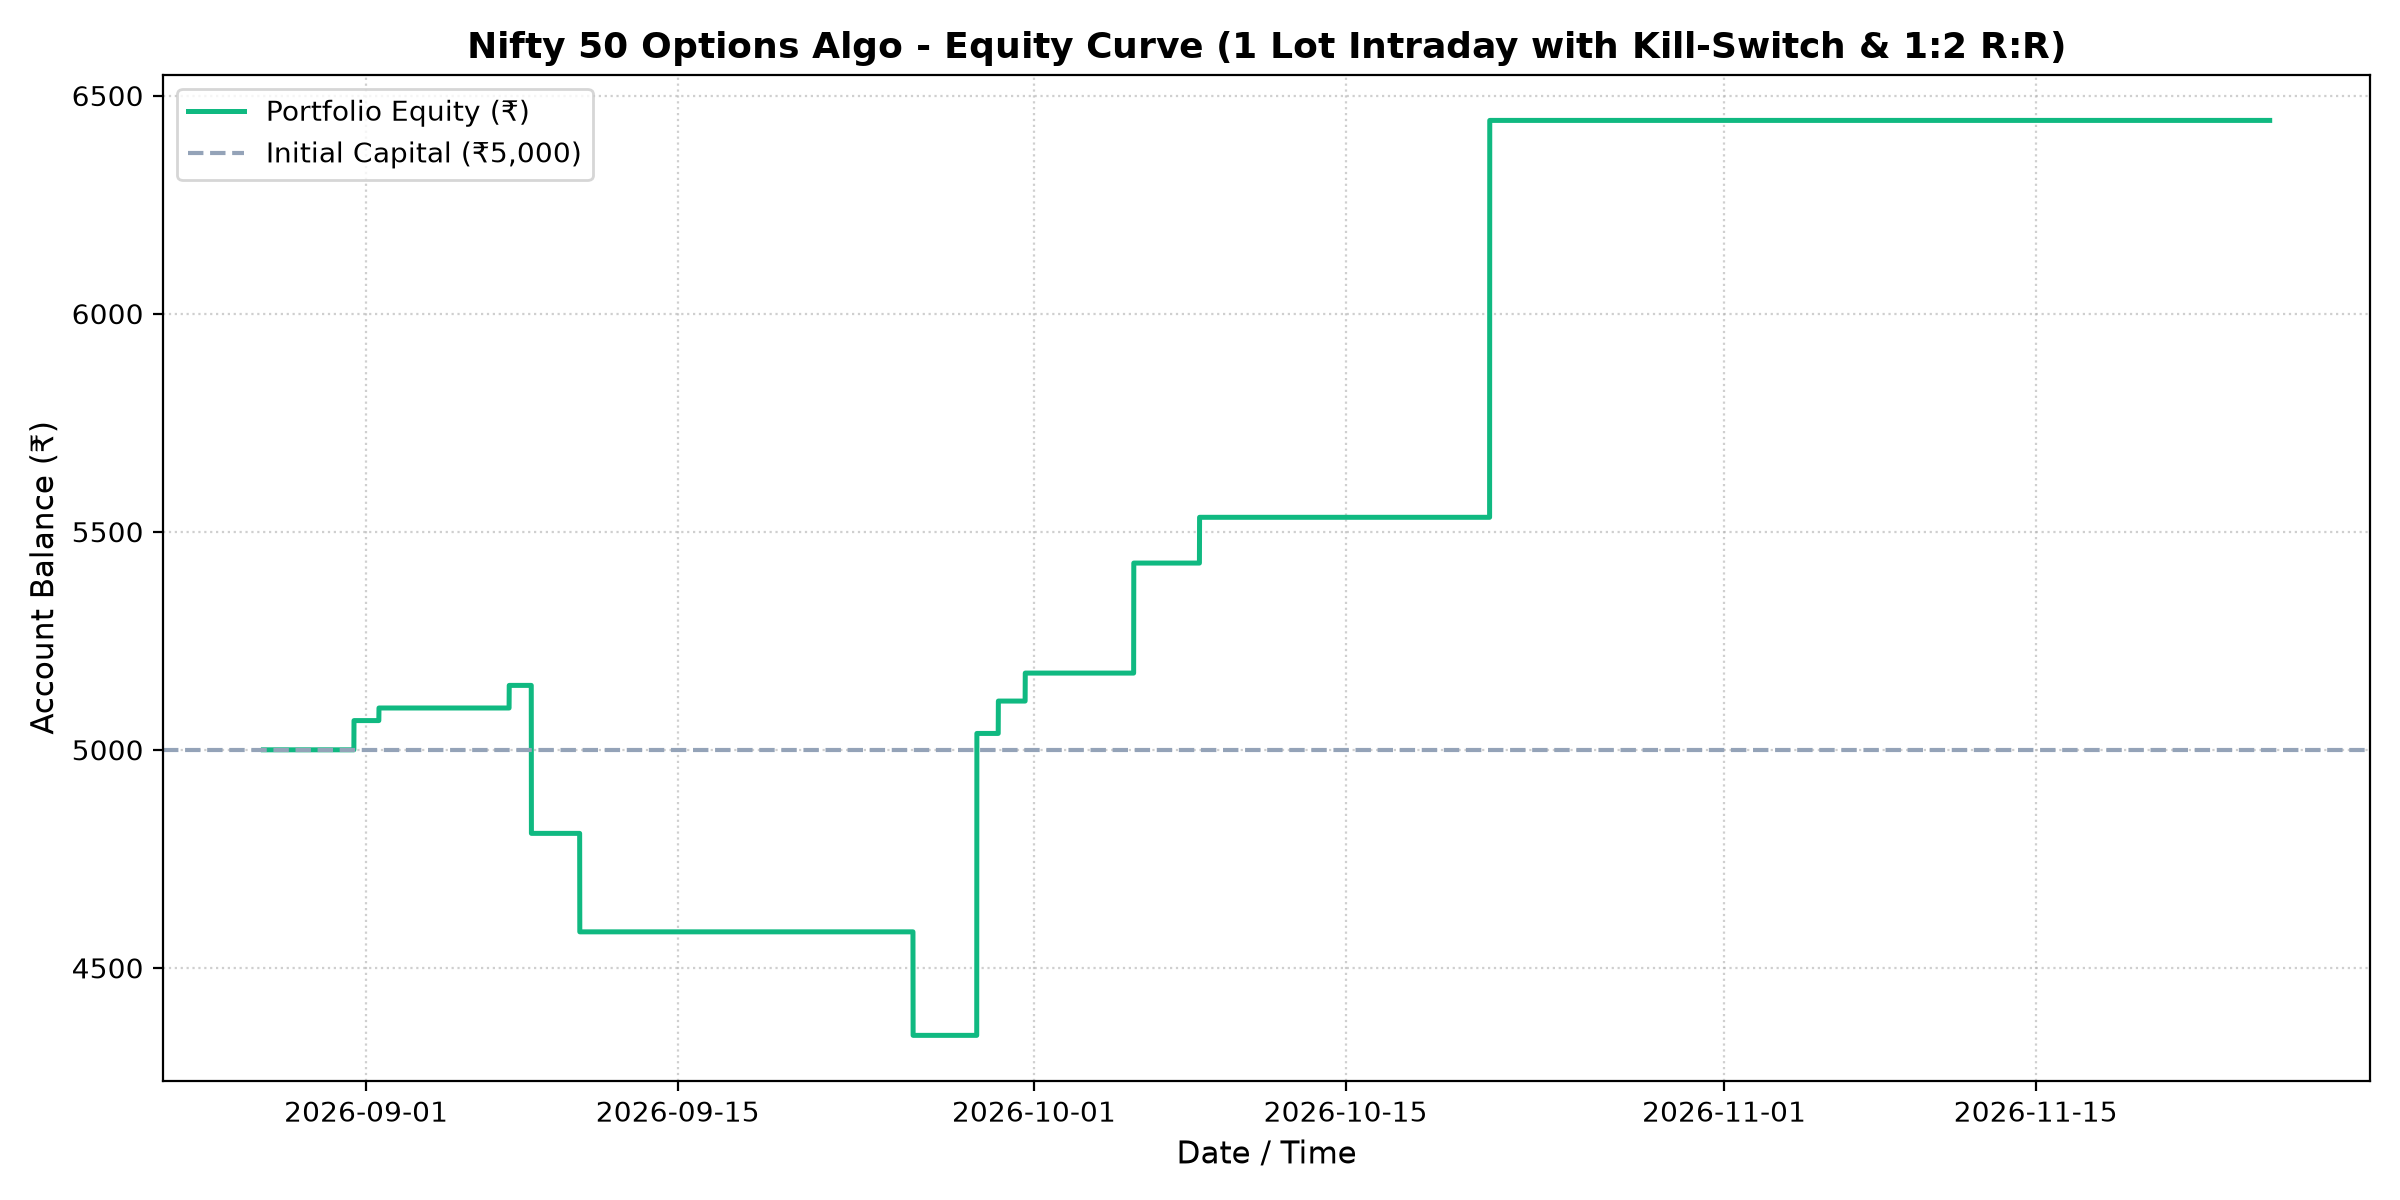 Nifty 50 Options Algo - Equity Curve (1 Lot Intraday with Kill-Switch & 1:2 R:R)
Portfolio Equity (₹)
Initial Capital (₹5,000)
Account Balance (₹)
6500
6000
5500
5000
4500
2026-09-01
2026-09-15
2026-10-01
2026-10-15
2026-11-01
2026-11-15
Date / Time